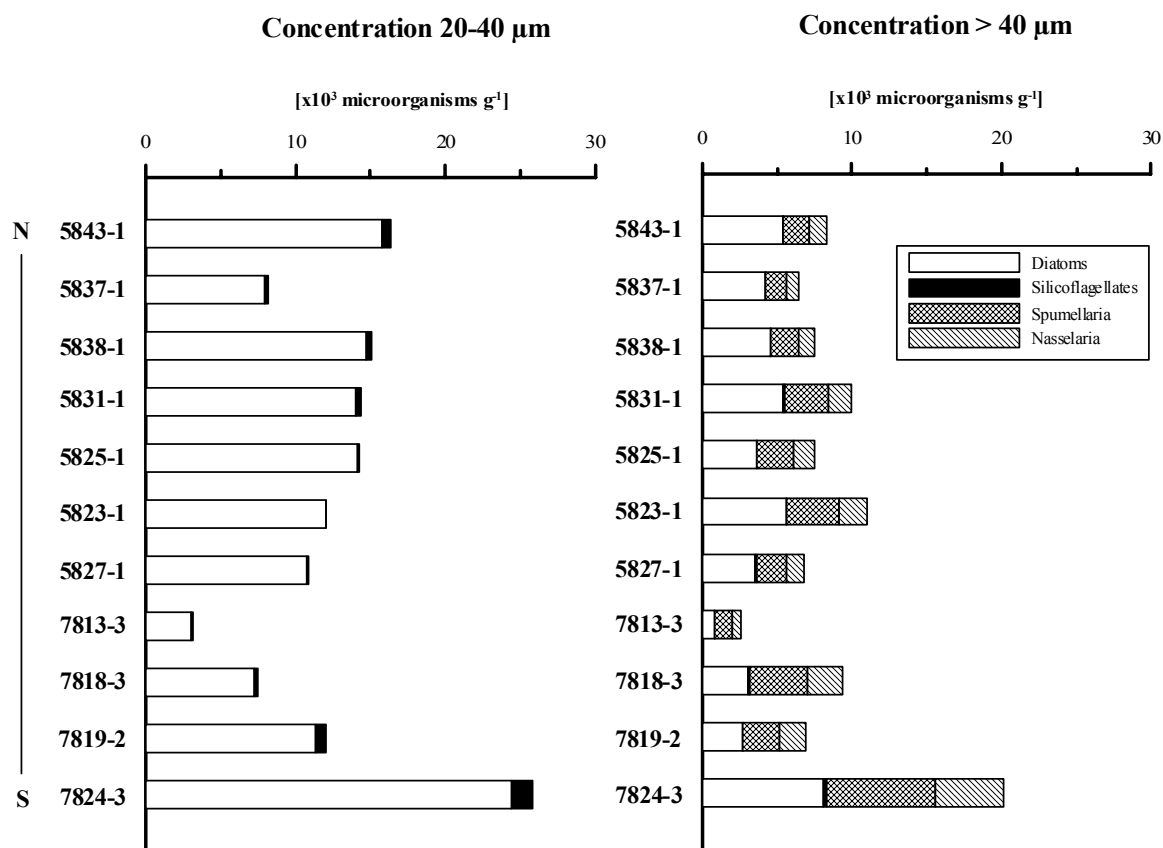 Concentration 20-40 µm
[x10³ microorganisms g⁻¹]
0 10 20 30
N
5843-1
5837-1
5838-1
5831-1
5825-1
5823-1
5827-1
7813-3
7818-3
7819-2
S
7824-3
Concentration > 40 µm
[x10³ microorganisms g⁻¹]
0 10 20 30
5843-1
5837-1
5838-1
5831-1
5825-1
5823-1
5827-1
7813-3
7818-3
7819-2
7824-3
Diatoms
Silicoflagellates
Spumellaria
Nasselaria